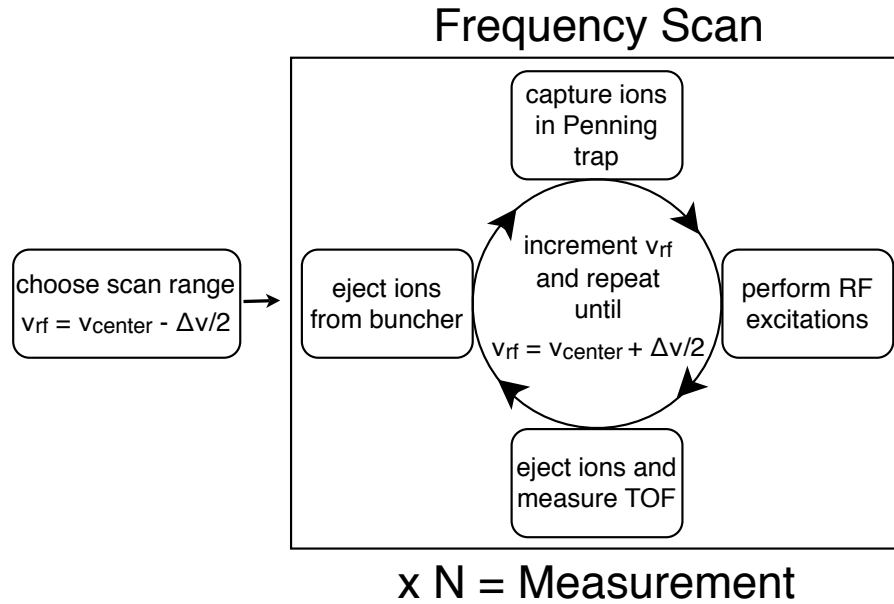 Frequency Scan
capture ions
in Penning
trap
choose scan range
νrf = νcenter - Δν/2
eject ions
from buncher
increment νrf
and repeat
until
νrf = νcenter + Δν/2
perform RF
excitations
eject ions and
measure TOF
x N = Measurement